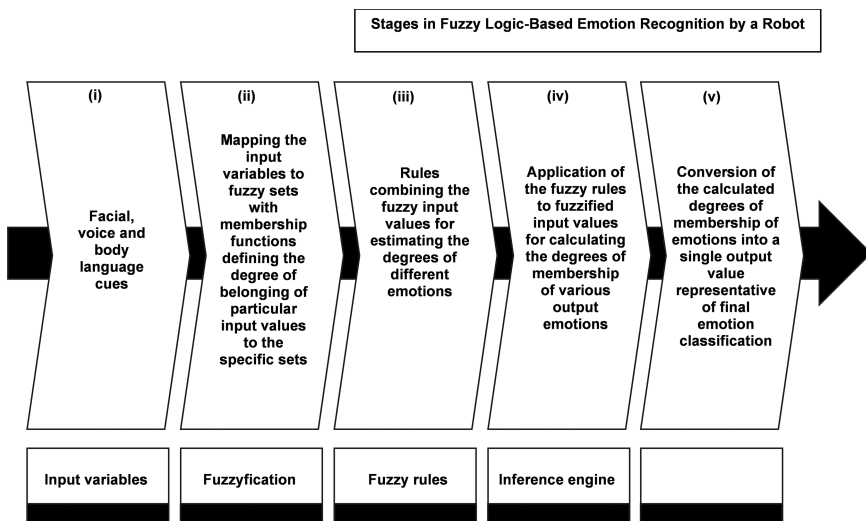 Stages in Fuzzy Logic-Based Emotion Recognition by a Robot
(i)
Facial,
voice and
body
language
cues
(ii)
Mapping the
input
variables to
fuzzy sets
with
membership
functions
defining the
degree of
belonging of
particular
input values
to the
specific sets
(iii)
Rules
combining the
fuzzy input
values for
estimating the
degrees of
different
emotions
(iv)
Application of
the fuzzy rules
to fuzzified
input values
for calculating
the degrees of
membership
of various
output
emotions
(v)
Conversion of
the calculated
degrees of
membership of
emotions into a
single output
value
representative
of final
emotion
classification
Input variables
Fuzzyfication
Fuzzy rules
Inference engine